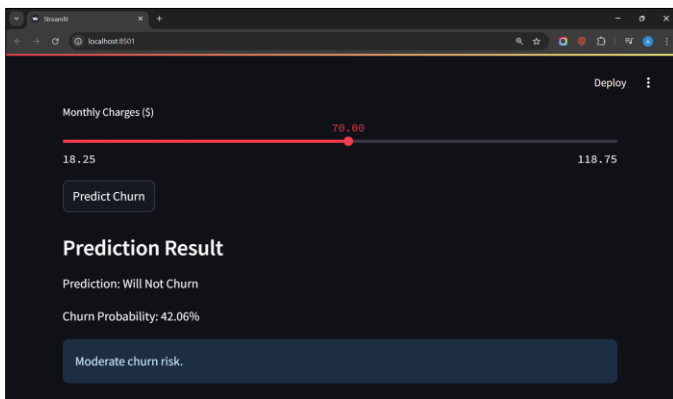 Streamlit
localhost:8501
Deploy
Monthly Charges ($)
70.00
18.25 118.75
Predict Churn
Prediction Result
Prediction: Will Not Churn
Churn Probability: 42.06%
Moderate churn risk.